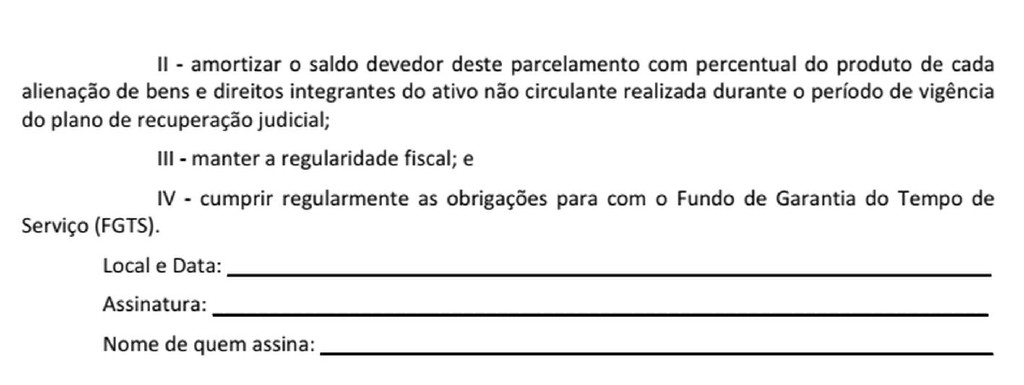 II - amortizar o saldo devedor deste parcelamento com percentual do produto de cada
alienação de bens e direitos integrantes do ativo não circulante realizada durante o período de vigência
do plano de recuperação judicial;
III - manter a regularidade fiscal; e
IV - cumprir regularmente as obrigações para com o Fundo de Garantia do Tempo de
Serviço (FGTS).
Local e Data:
Assinatura:
Nome de quem assina: